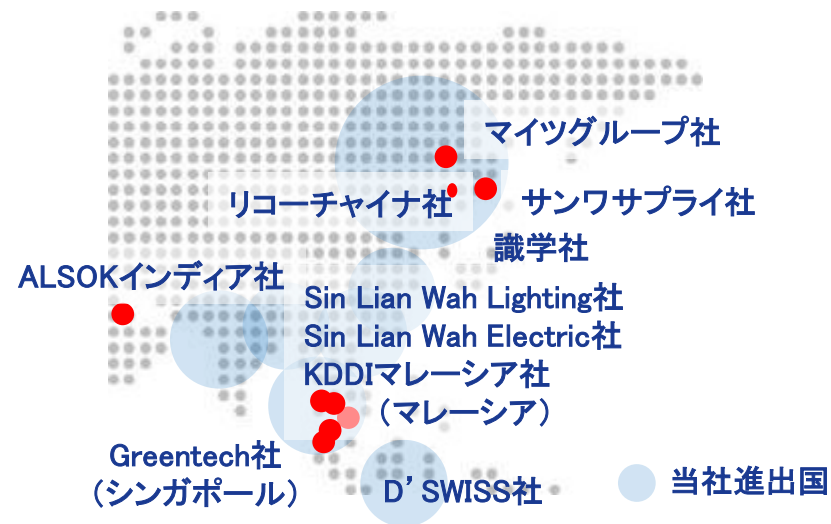 マイツグループ社
リコーチャイナ社
サンワサプライ社
識学社
ALSOKインディア社
Sin Lian Wah Lighting社
Sin Lian Wah Electric社
KDDIマレーシア社
（マレーシア）
Greentech社
（シンガポール）
D’SWISS社
当社進出国